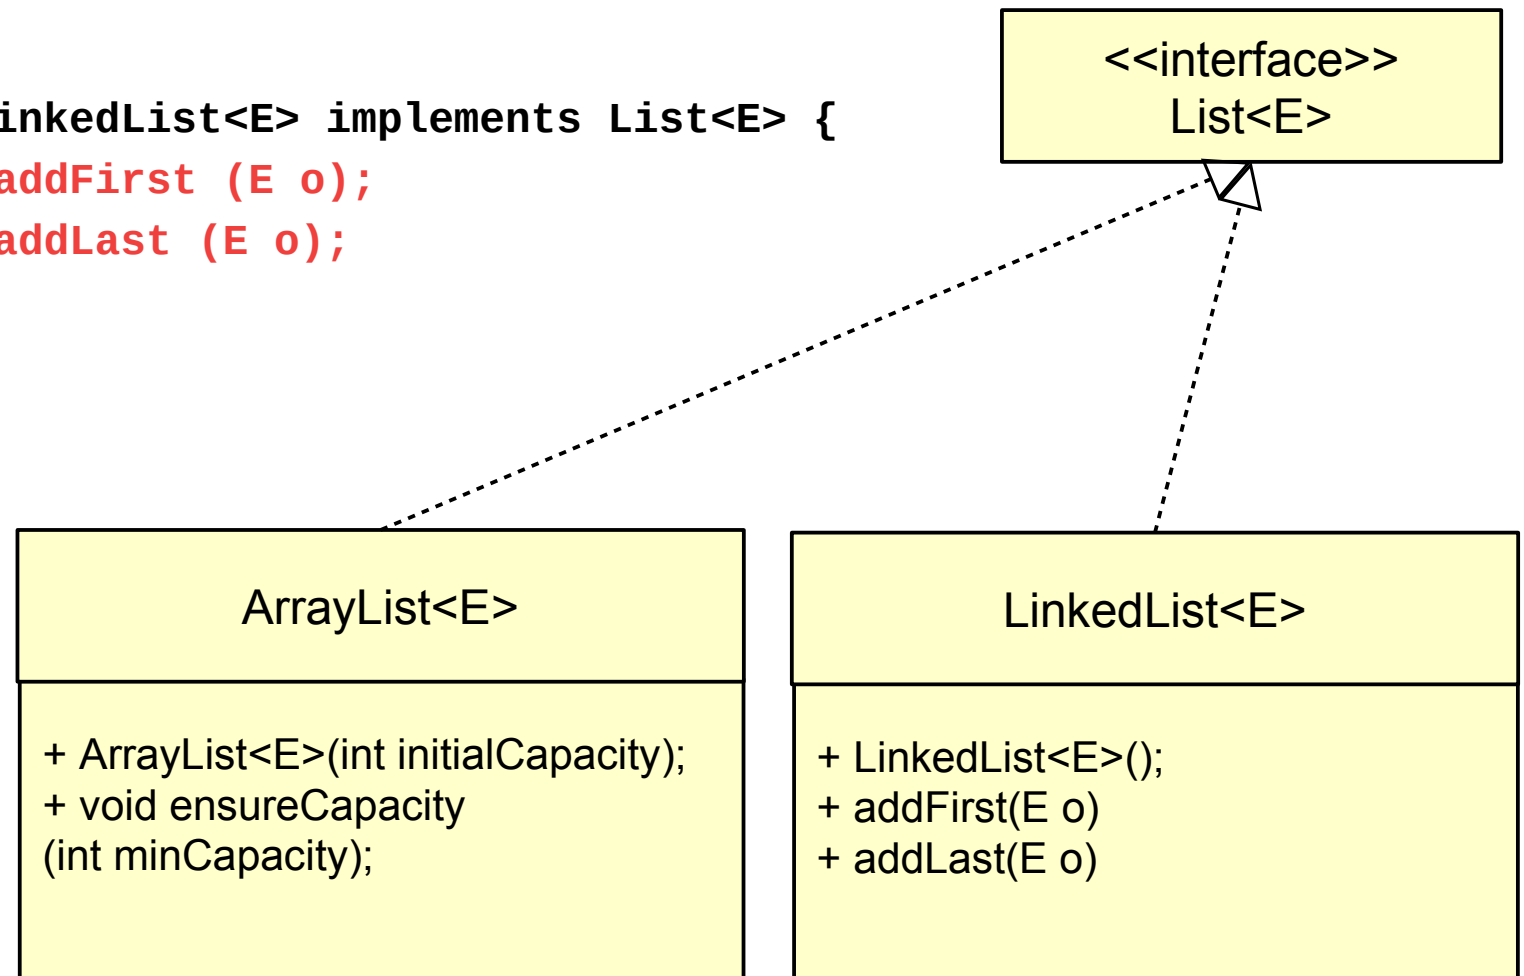 inkedList<E> implements List<E> {
addFirst (E o);
addLast (E o);
<<interface>>
List<E>
ArrayList<E>
+ ArrayList<E>(int initialCapacity);
+ void ensureCapacity
(int minCapacity);
LinkedList<E>
+ LinkedList<E>();
+ addFirst(E o)
+ addLast(E o)